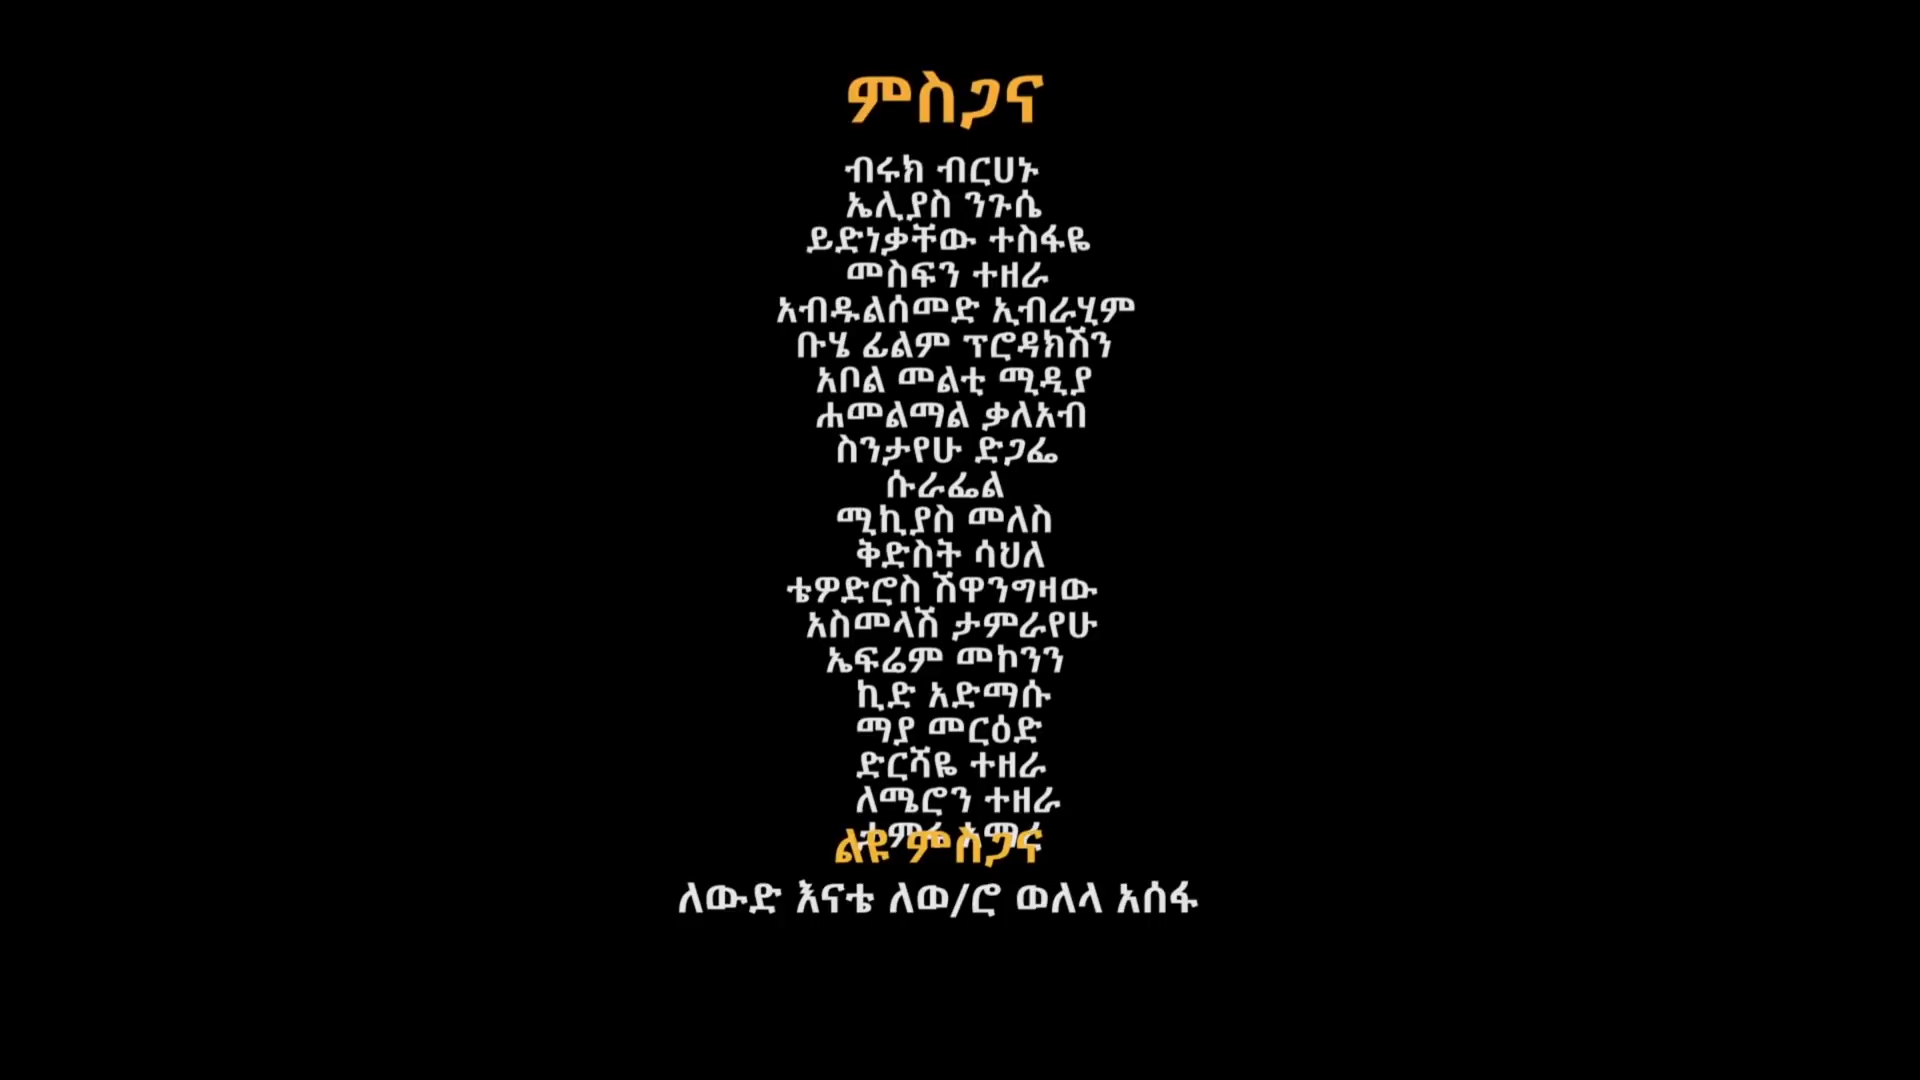 ምስጋና
ብሩክ ብርሀኑ
ኤሊያስ ንጉሴ
ይድነቃቸው ተስፋዬ
መስፍን ተዘራ
አብዱልሰመድ ኢብራሂም
ቡሄ ፊልም ፕሮዳክሽን
አቦል መልቲ ሚዲያ
ሐመልማል ቃለአብ
ስንታየሁ ድጋፌ
ሱራፌል
ሚኪያስ መለስ
ቅድስት ሳህለ
ቴዎድሮስ ሽዋንግዛው
አስመላሽ ታምራየሁ
ኤፍሬም መኮንን
ኪድ አድማሱ
ማያ መርዕድ
ድርሻዬ ተዘራ
ለሜሮን ተዘራ
ልዩ ምስጋና
ለውድ እናቴ ለወ/ሮ ወለላ አሰፋ